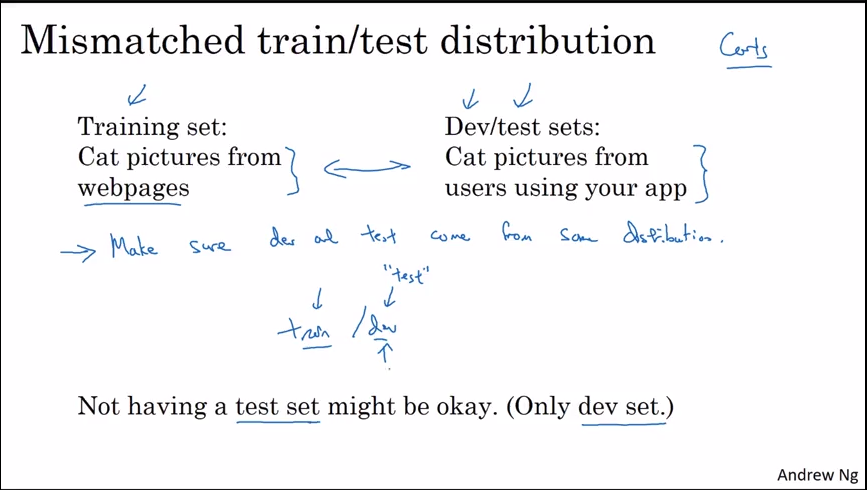 Mismatched train/test distribution
Training set:
Cat pictures from
webpages
Dev/test sets:
Cat pictures from
users using your app
→ Make sure dev and test come from same distribution.
"test"
train / dev
Not having a test set might be okay. (Only dev set.)
Andrew Ng